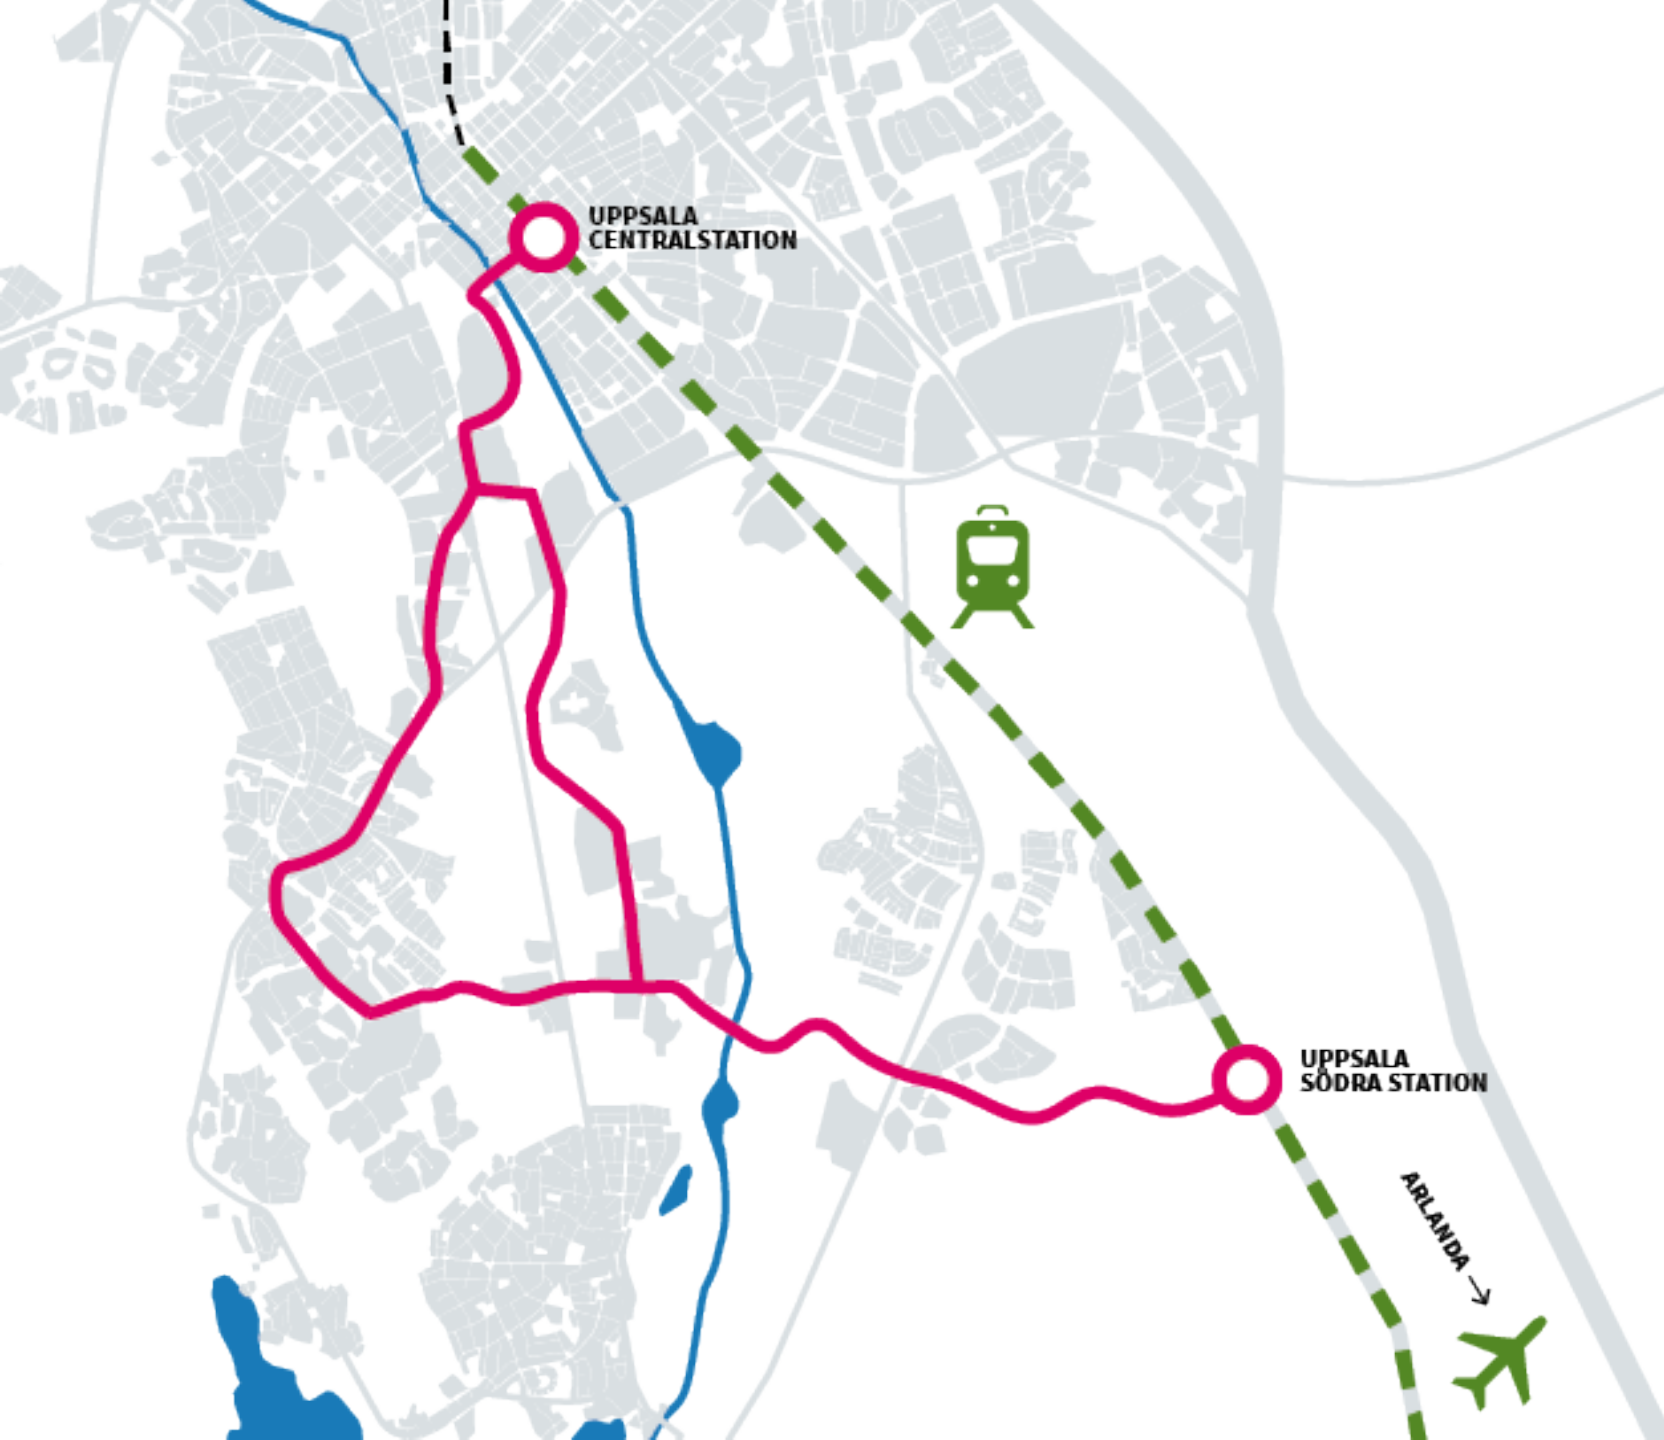 UPPSALA
CENTRALSTATION
UPPSALA
SÖDRA STATION
ARLANDA →